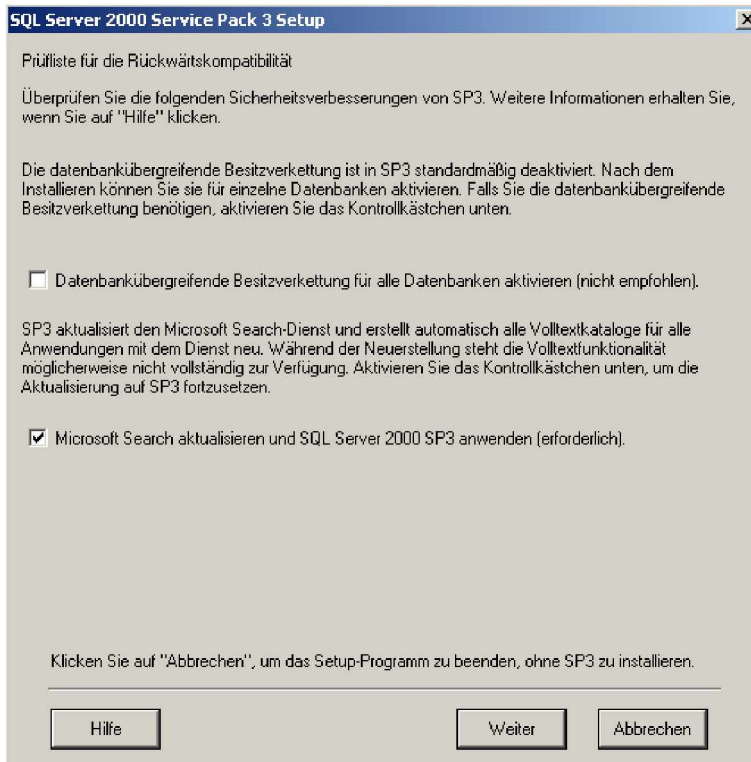 SQL Server 2000 Service Pack 3 Setup
Prüfliste für die Rückwärtskompatibilität
Überprüfen Sie die folgenden Sicherheitsverbesserungen von SP3. Weitere Informationen erhalten Sie,
wenn Sie auf "Hilfe" klicken.
Die datenbankübergreifende Besitzverkettung ist in SP3 standardmäßig deaktiviert. Nach dem
Installieren können Sie sie für einzelne Datenbanken aktivieren. Falls Sie die datenbankübergreifende
Besitzverkettung benötigen, aktivieren Sie das Kontrollkästchen unten.
Datenbankübergreifende Besitzverkettung für alle Datenbanken aktivieren (nicht empfohlen).
SP3 aktualisiert den Microsoft Search-Dienst und erstellt automatisch alle Volltextkataloge für alle
Anwendungen mit dem Dienst neu. Während der Neuerstellung steht die Volltextfunktionalität
möglicherweise nicht vollständig zur Verfügung. Aktivieren Sie das Kontrollkästchen unten, um die
Aktualisierung auf SP3 fortzusetzen.
Microsoft Search aktualisieren und SQL Server 2000 SP3 anwenden (erforderlich).
Klicken Sie auf "Abbrechen", um das Setup-Programm zu beenden, ohne SP3 zu installieren.
Hilfe
Weiter
Abbrechen